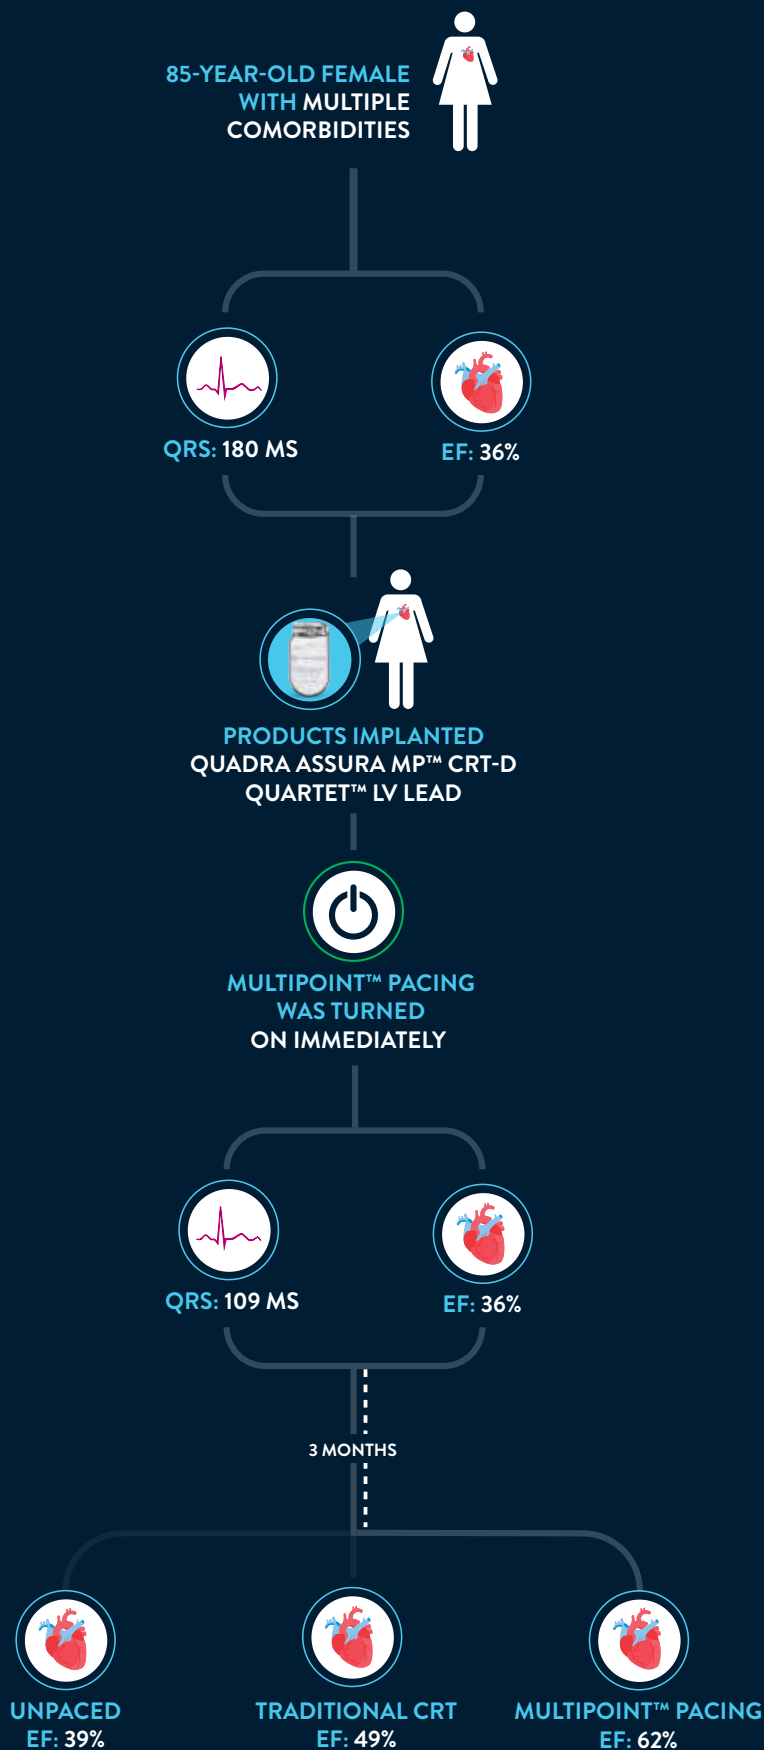 85-YEAR-OLD FEMALE
WITH MULTIPLE
COMORBIDITIES
QRS: 180 MS
EF: 36%
PRODUCTS IMPLANTED
QUADRA ASSURA MP™ CRT-D
QUARTET™ LV LEAD
MULTIPOINT™ PACING
WAS TURNED
ON IMMEDIATELY
QRS: 109 MS
EF: 36%
3 MONTHS
UNPACED
EF: 39%
TRADITIONAL CRT
EF: 49%
MULTIPOINT™ PACING
EF: 62%